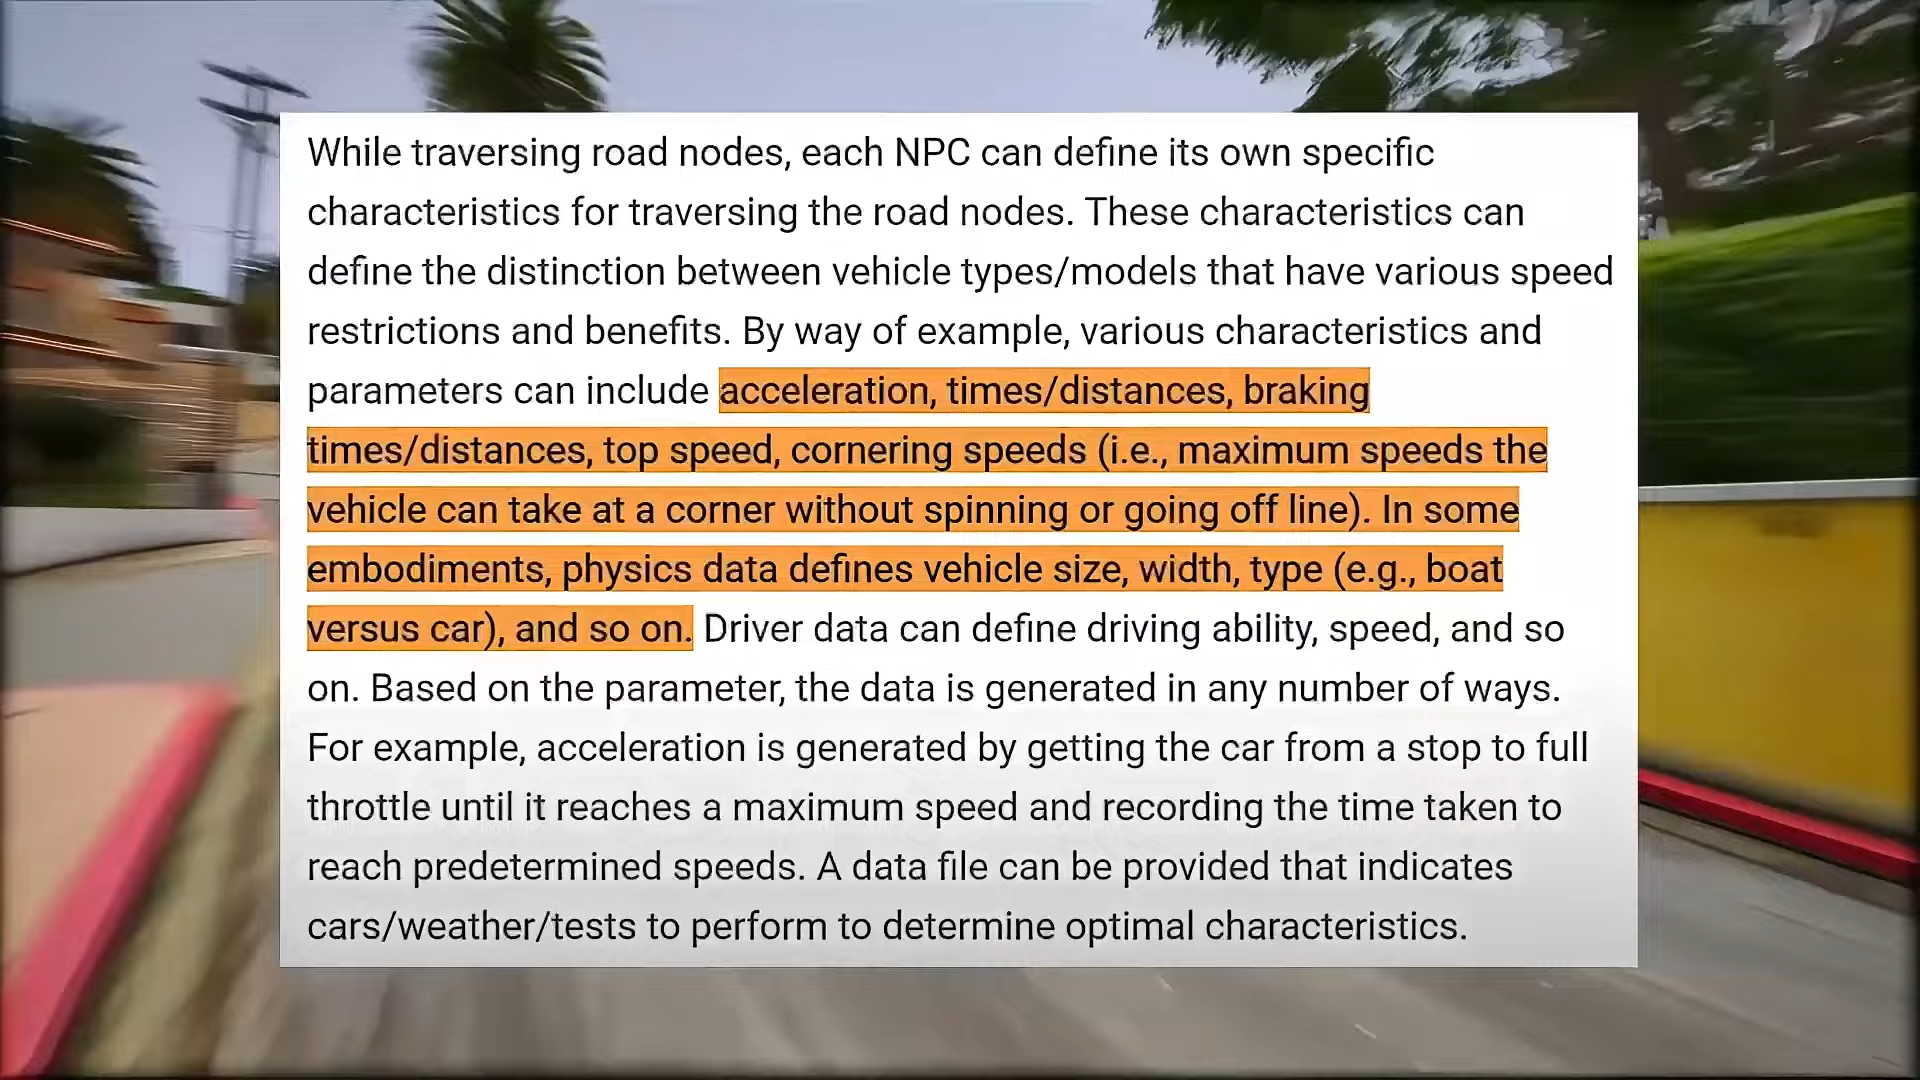 While traversing road nodes, each NPC can define its own specific
characteristics for traversing the road nodes. These characteristics can
define the distinction between vehicle types/models that have various speed
restrictions and benefits. By way of example, various characteristics and
parameters can include acceleration, times/distances, braking
times/distances, top speed, cornering speeds (i.e., maximum speeds the
vehicle can take at a corner without spinning or going off line). In some
embodiments, physics data defines vehicle size, width, type (e.g., boat
versus car), and so on. Driver data can define driving ability, speed, and so
on. Based on the parameter, the data is generated in any number of ways.
For example, acceleration is generated by getting the car from a stop to full
throttle until it reaches a maximum speed and recording the time taken to
reach predetermined speeds. A data file can be provided that indicates
cars/weather/tests to perform to determine optimal characteristics.